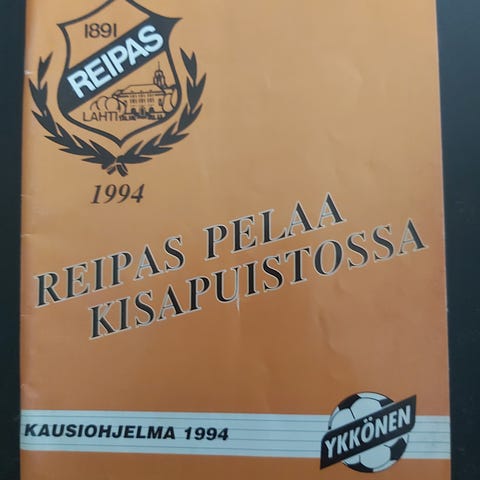 1891
REIPAS
LAHTI
1994
REIPAS PELAA
KISAPUISTOSSA
KAUSIOHJELMA 1994
YKKÖNEN